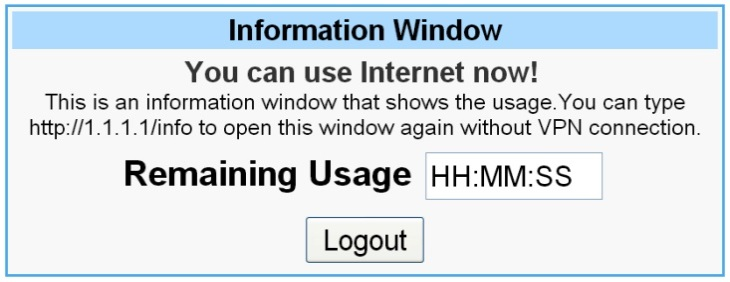 Information Window
You can use Internet now!
This is an information window that shows the usage.You can type
http://1.1.1.1/info to open this window again without VPN connection.
Remaining Usage HH:MM:SS
Logout